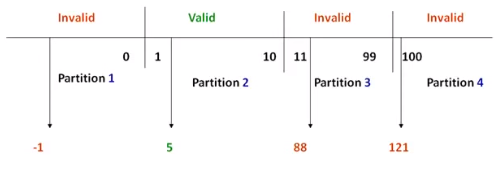 Invalid Valid Invalid Invalid
0 1 10 11 99 100
Partition 1 Partition 2 Partition 3 Partition 4
-1 5 88 121